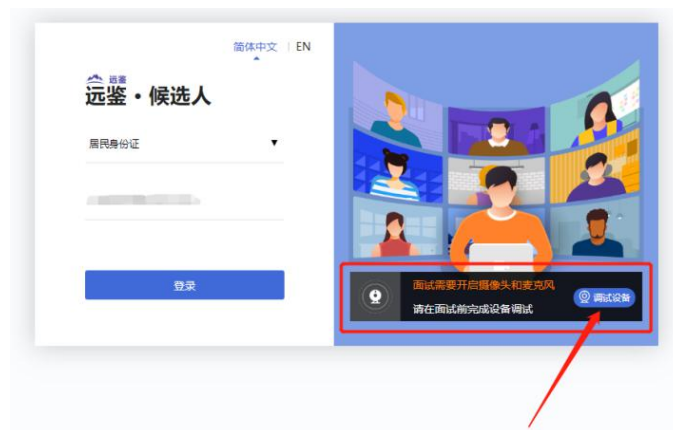 简体中文 | EN
远鉴
远鉴・候选人
居民身份证
登录
面试需要开启摄像头和麦克风
请在面试前完成设备调试
调试设备